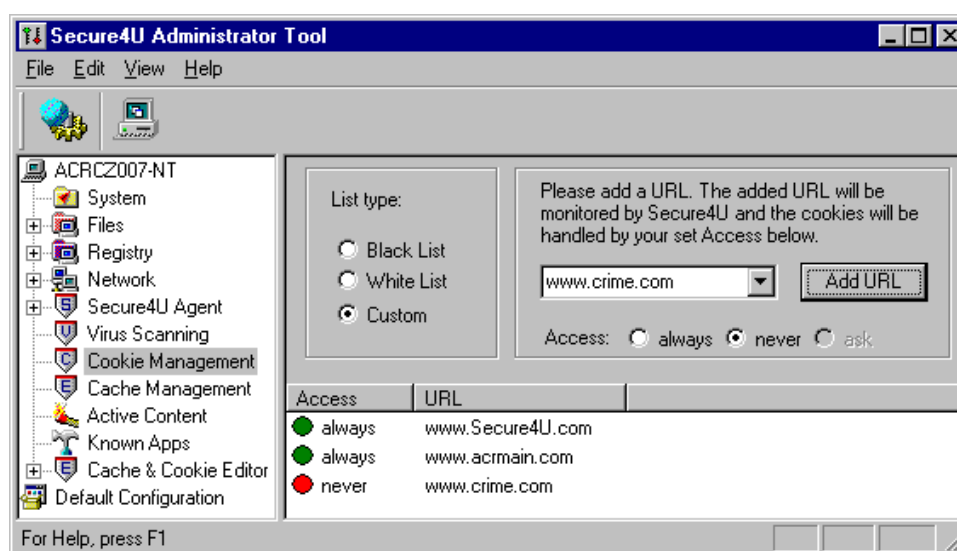 Secure4U Administrator Tool
File Edit View Help
ACRCZ007-NT
System
Files
Registry
Network
Secure4U Agent
Virus Scanning
Cookie Management
Cache Management
Active Content
Known Apps
Cache & Cookie Editor
Default Configuration
List type:
Black List
White List
Custom
Please add a URL. The added URL will be
monitored by Secure4U and the cookies will be
handled by your set Access below.
www.crime.com Add URL
Access: always never ask
Access URL
always www.Secure4U.com
always www.acrmain.com
never www.crime.com
For Help, press F1